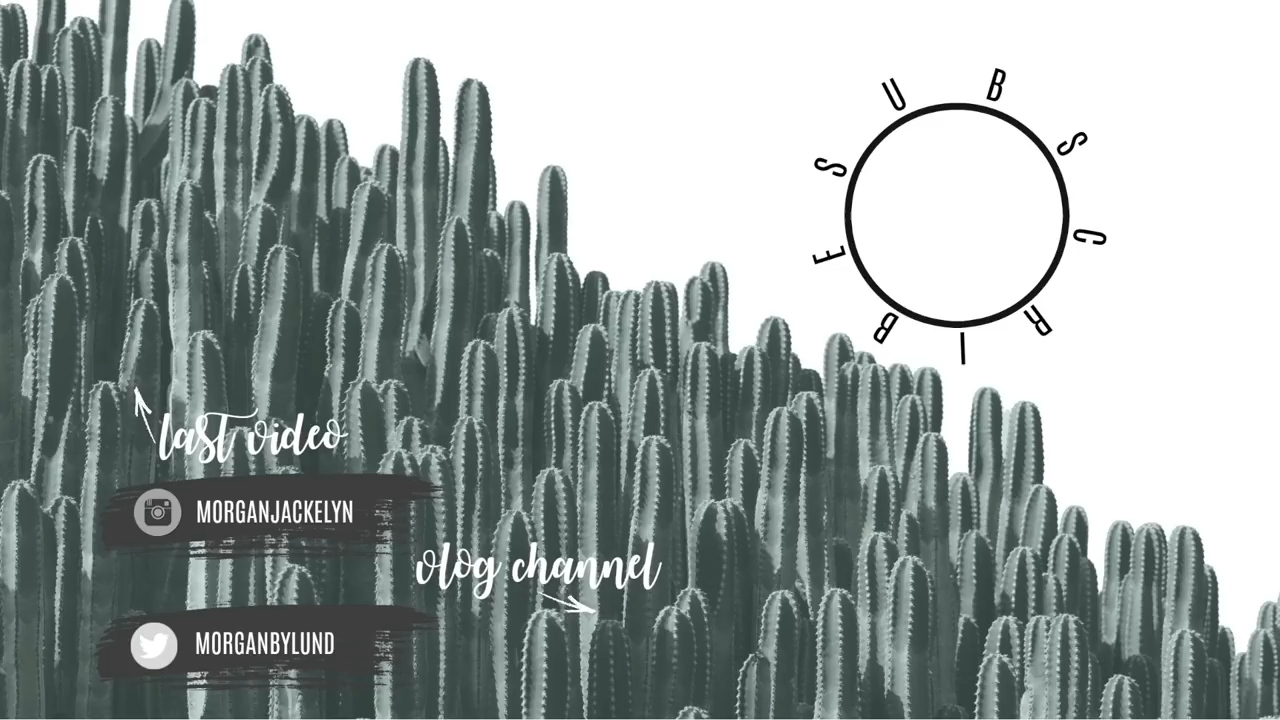 SUBSCRIBE
last video
MORGANJACKELYN
vlog channel
MORGANBYLUND